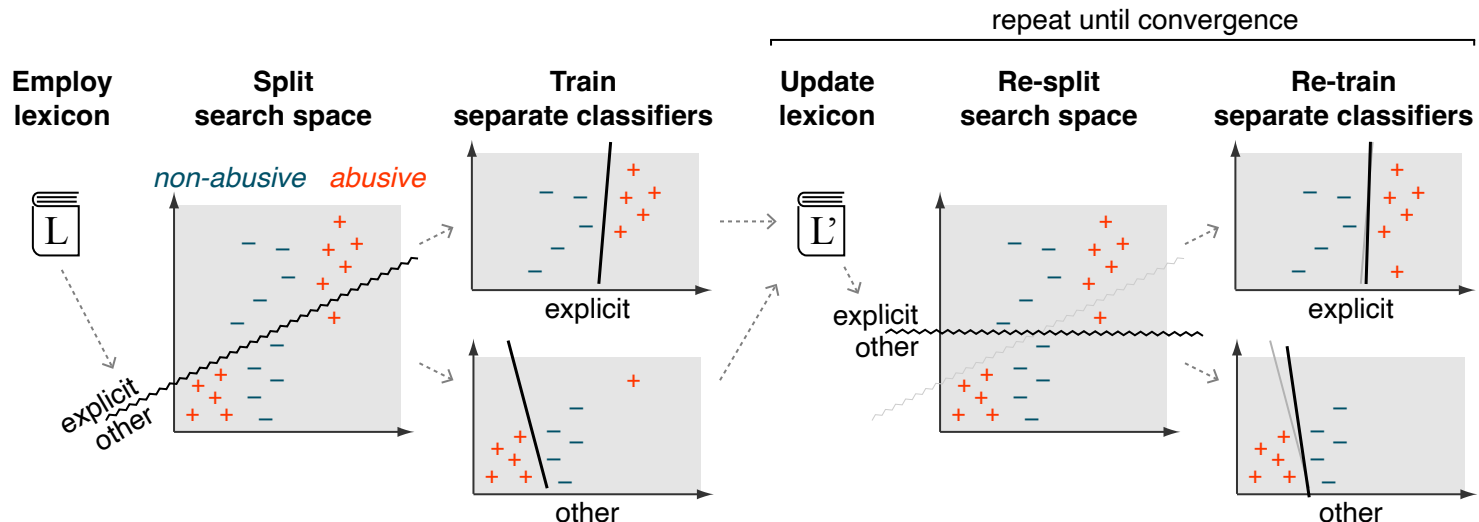 repeat until convergence
Employ
lexicon
Split
search space
Train
separate classifiers
Update
lexicon
Re-split
search space
Re-train
separate classifiers
non-abusive abusive
L
explicit
other
explicit
other
L’
explicit
other
explicit
other